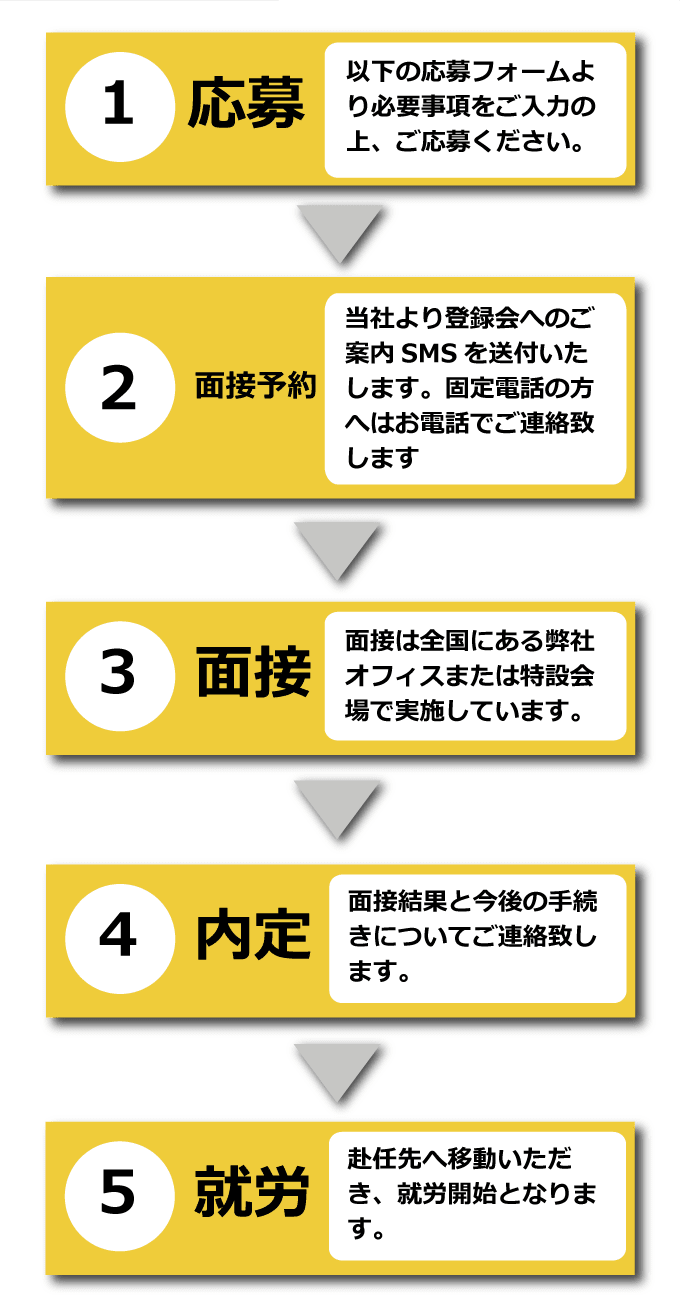 1
応募
以下の応募フォームよ
り必要事項をご入力の
上、ご応募ください。
2
面接予約
当社より登録会へのご
案内 SMS を送付いた
します。固定電話の方
へはお電話でご連絡致
します
3
面接
面接は全国にある弊社
オフィスまたは特設会
場で実施しています。
4
内定
面接結果と今後の手続
きについてご連絡致し
ます。
5
就労
赴任先へ移動いただ
き、就労開始となりま
す。